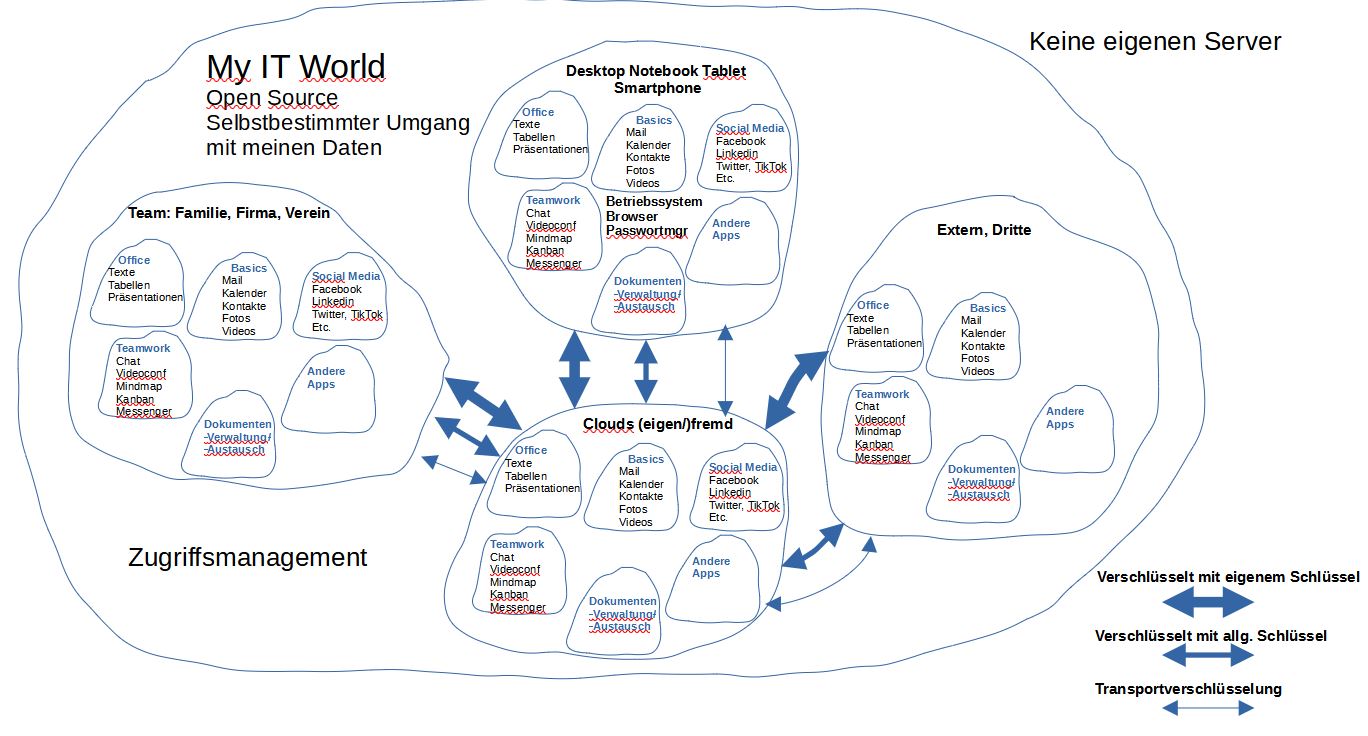 Keine eigenen Server
My IT World
Open Source
Selbstbestimmter Umgang
mit meinen Daten
Desktop Notebook Tablet
Smartphone
Office
Texte
Tabellen
Präsentationen
Basics
Mail
Kalender
Kontakte
Fotos
Videos
Social Media
Facebook
Linkedin
Twitter, TikTok
Etc.
Teamwork
Chat
Videoconf
Mindmap
Kanban
Messenger
Betriebssystem
Browser
Passwortmgr
Andere
Apps
Dokumenten
-Verwaltung/
-Austausch
Team: Familie, Firma, Verein
Office
Texte
Tabellen
Präsentationen
Basics
Mail
Kalender
Kontakte
Fotos
Videos
Social Media
Facebook
Linkedin
Twitter, TikTok
Etc.
Teamwork
Chat
Videoconf
Mindmap
Kanban
Messenger
Andere
Apps
Dokumenten
-Verwaltung/
-Austausch
Extern, Dritte
Office
Texte
Tabellen
Präsentationen
Basics
Mail
Kalender
Kontakte
Fotos
Videos
Teamwork
Chat
Videoconf
Mindmap
Kanban
Messenger
Andere
Apps
Dokumenten
-Verwaltung/
-Austausch
Clouds (eigen/)fremd
Office
Texte
Tabellen
Präsentationen
Basics
Mail
Kalender
Kontakte
Fotos
Videos
Social Media
Facebook
Linkedin
Twitter, TikTok
Etc.
Teamwork
Chat
Videoconf
Mindmap
Kanban
Messenger
Andere
Apps
Dokumenten
-Verwaltung/
-Austausch
Zugriffsmanagement
Verschlüsselt mit eigenem Schlüssel
Verschlüsselt mit allg. Schlüssel
Transportverschlüsselung